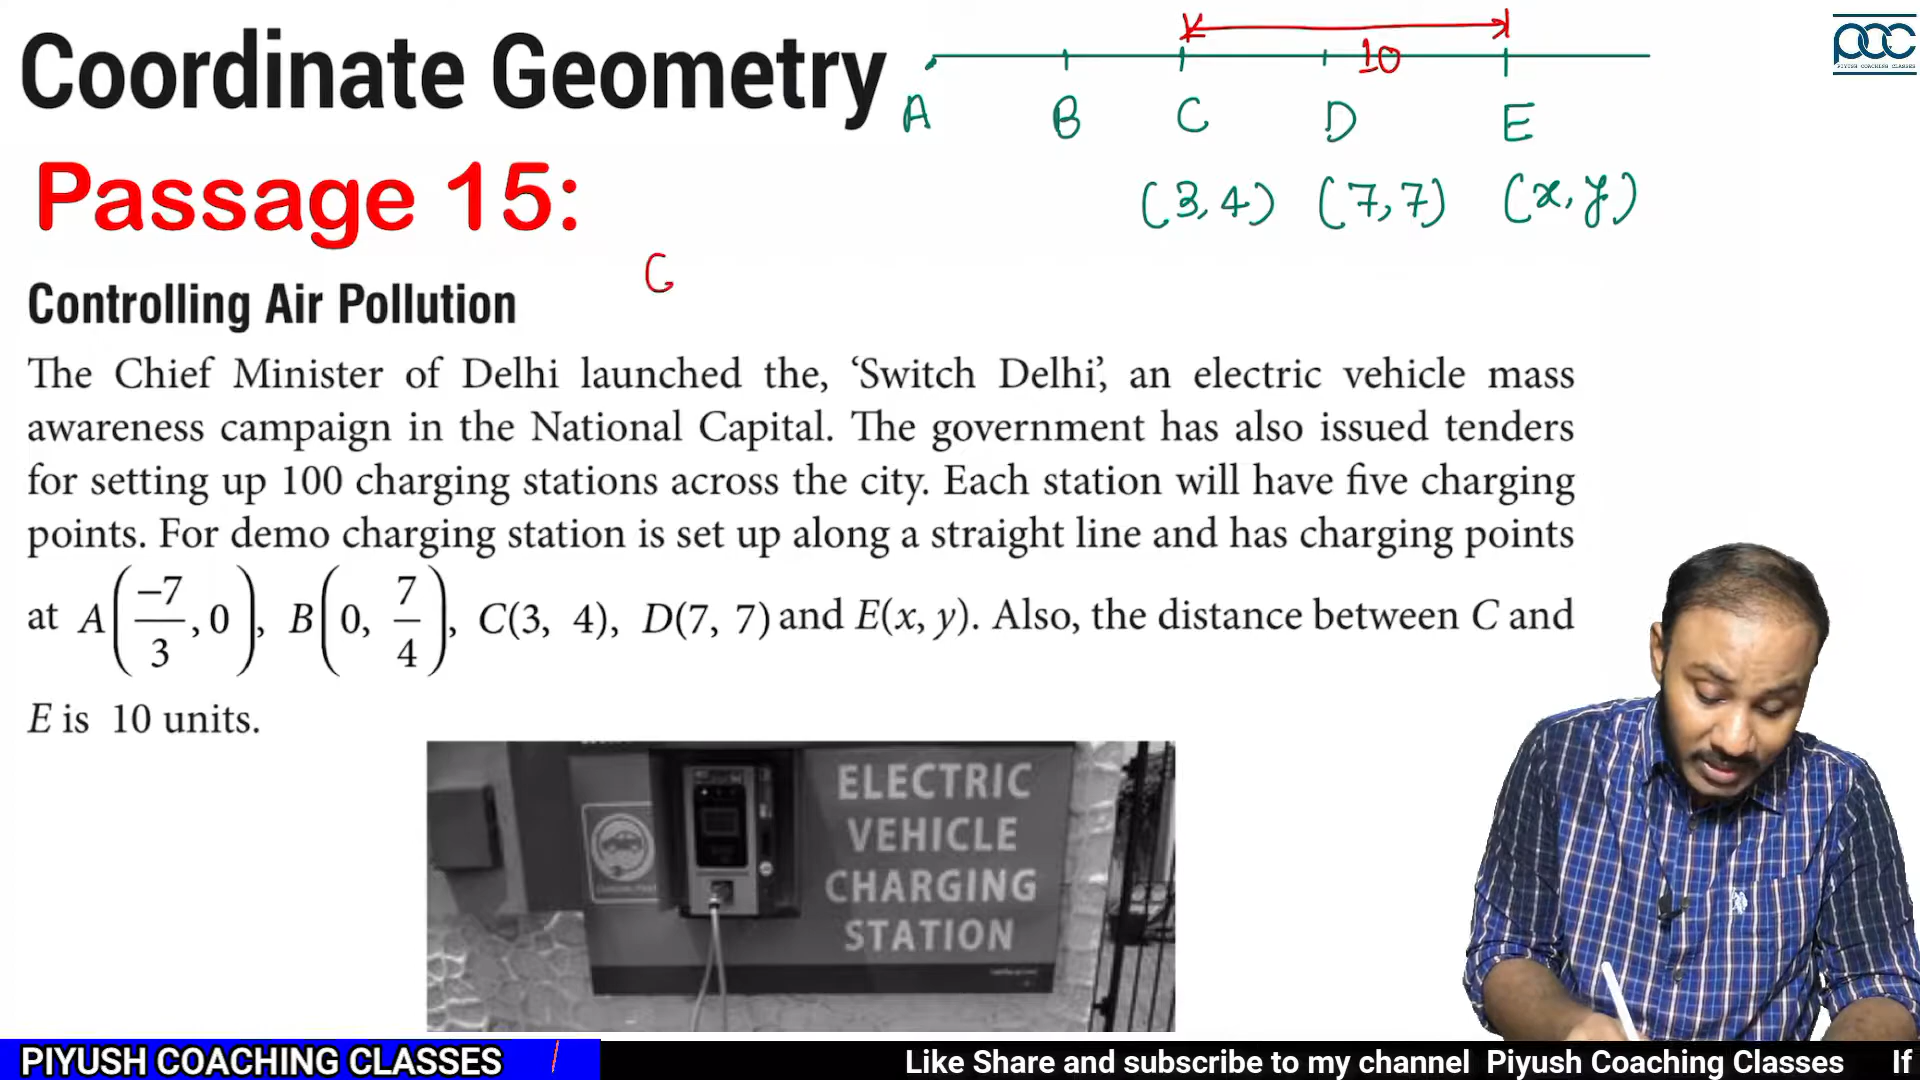 Coordinate Geometry
10
A B C D E
(3,4) (7,7) (x,y)
PCC
PIYUSH COACHING CLASSES
Passage 15:
C
Controlling Air Pollution
The Chief Minister of Delhi launched the, ‘Switch Delhi’, an electric vehicle mass
awareness campaign in the National Capital. The government has also issued tenders
for setting up 100 charging stations across the city. Each station will have five charging
points. For demo charging station is set up along a straight line and has charging points
at A(−7/3, 0), B(0, 7/4), C(3, 4), D(7, 7) and E(x, y). Also, the distance between C and
E is 10 units.
ELECTRIC
VEHICLE
CHARGING
STATION
PIYUSH COACHING CLASSES /
Like Share and subscribe to my channel Piyush Coaching Classes If